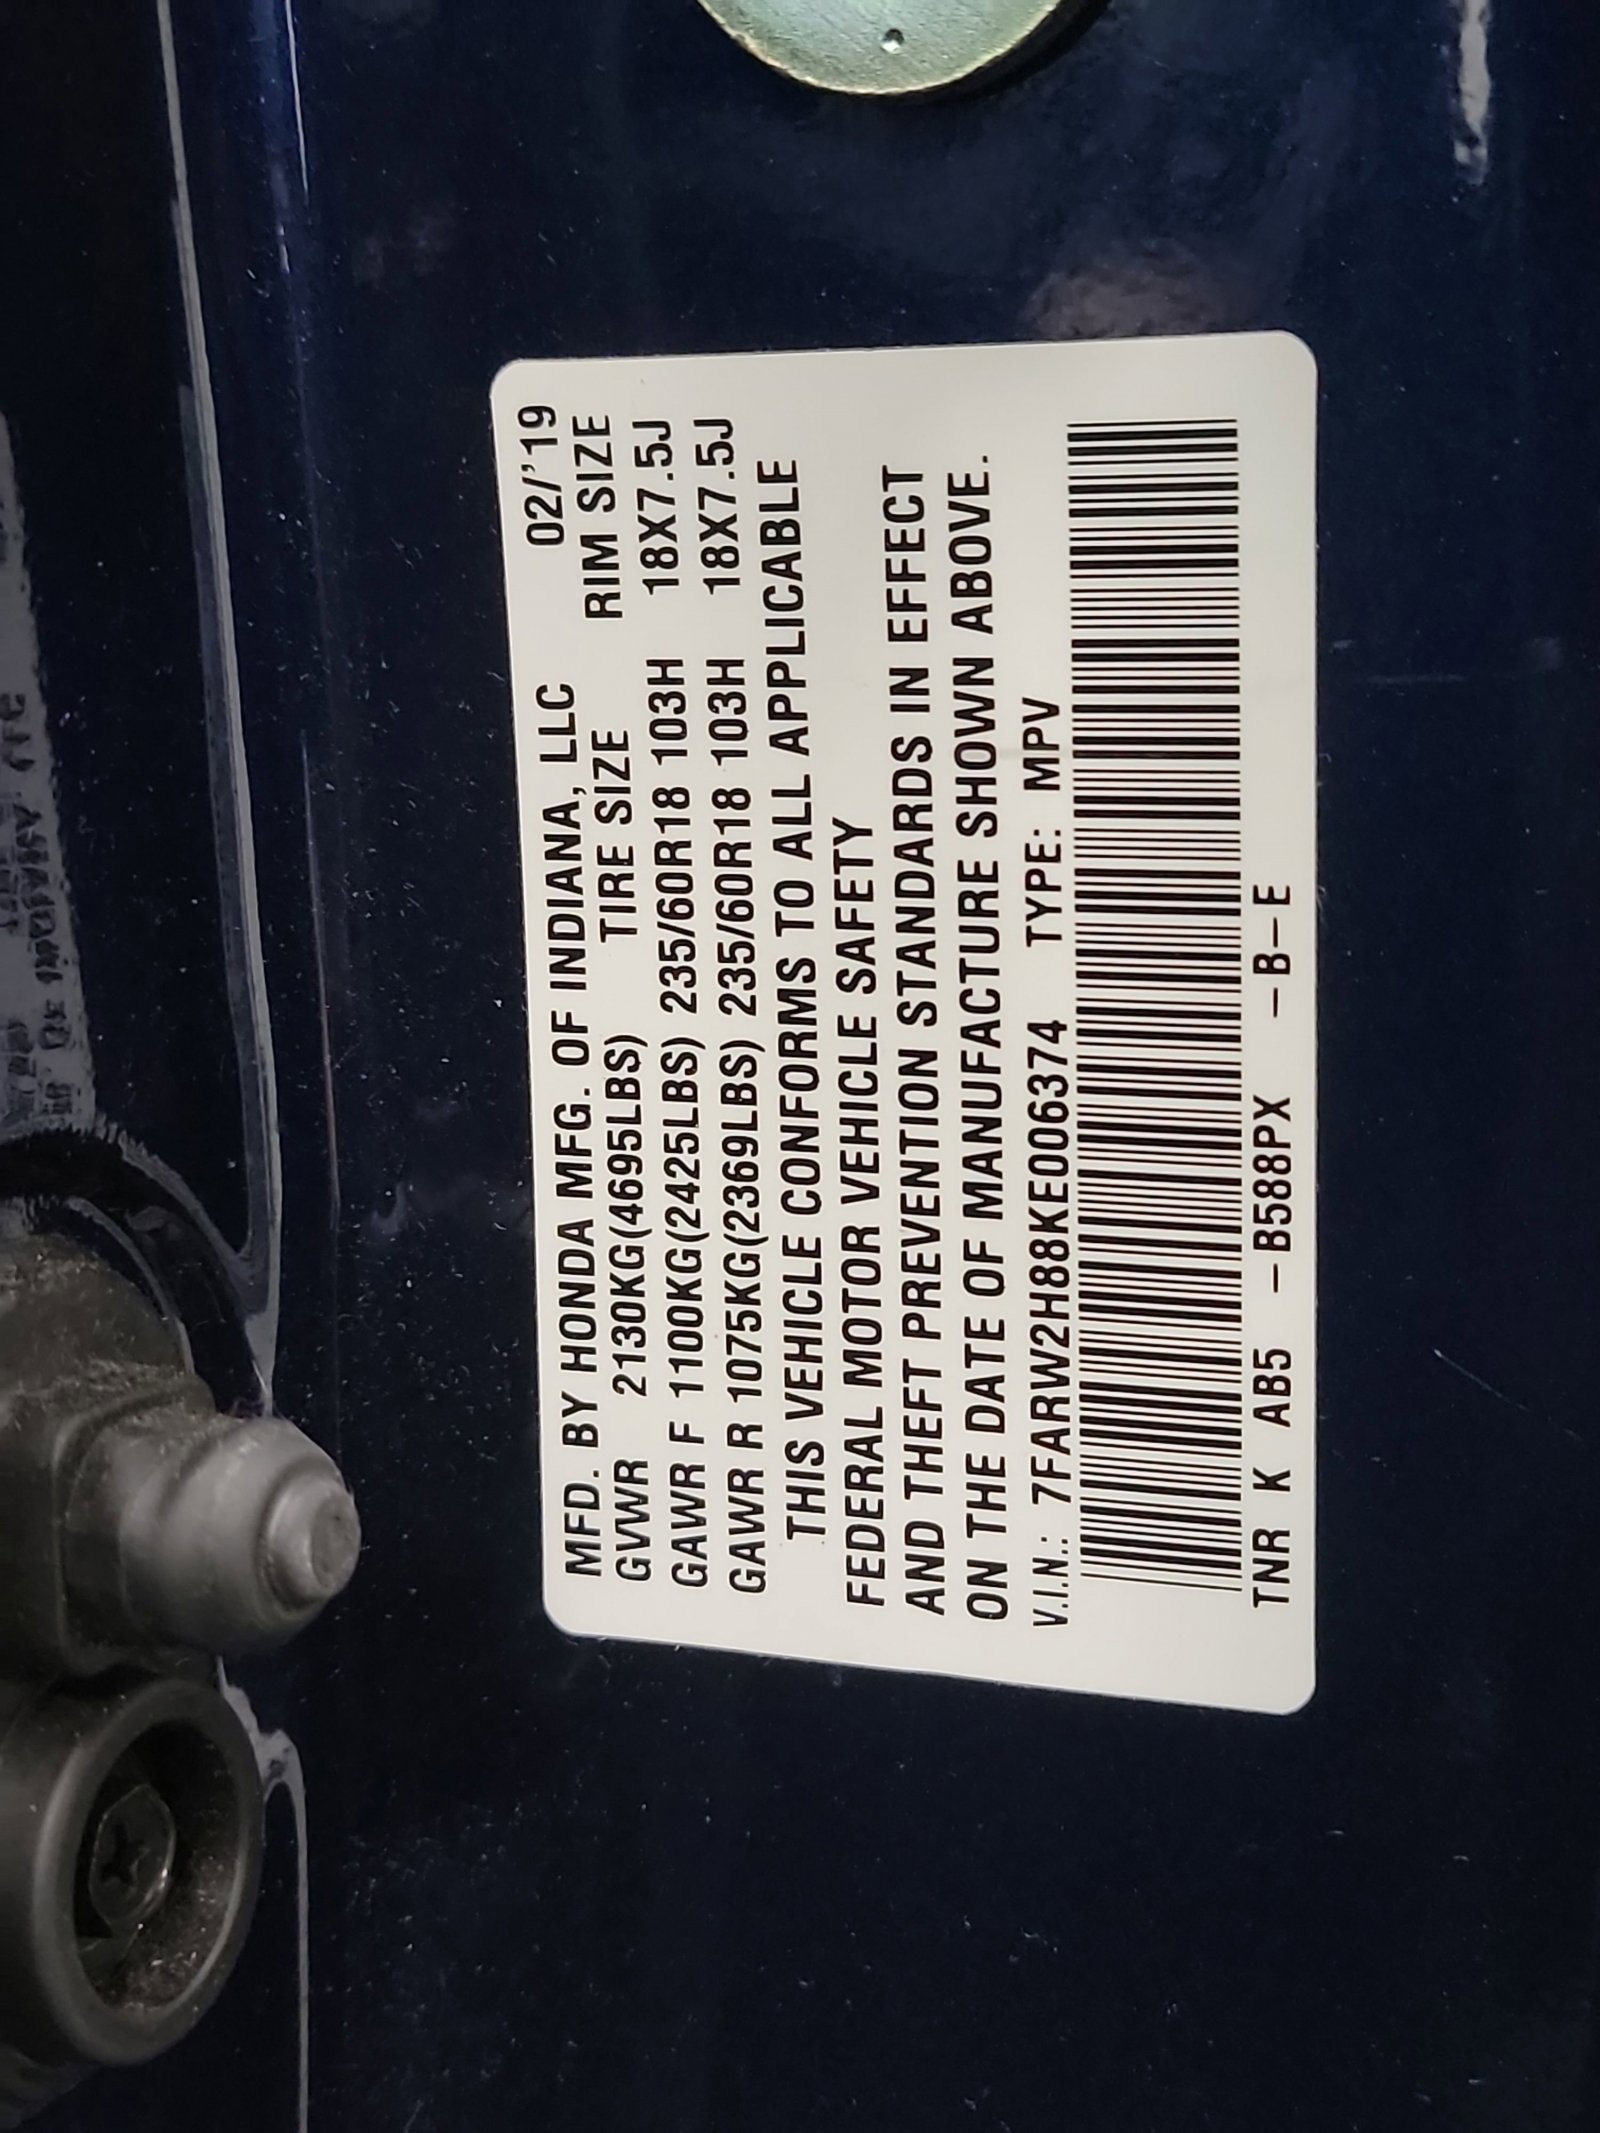 MFD. BY HONDA MFG. OF INDIANA, LLC 02/'19
GVWR 2130KG(4695LBS) TIRE SIZE RIM SIZE
GAWR F 1100KG(2425LBS) 235/60R18 103H 18X7.5J
GAWR R 1075KG(2369LBS) 235/60R18 103H 18X7.5J
THIS VEHICLE CONFORMS TO ALL APPLICABLE
FEDERAL MOTOR VEHICLE SAFETY
AND THEFT PREVENTION STANDARDS IN EFFECT
ON THE DATE OF MANUFACTURE SHOWN ABOVE.
V.I.N.: 7FARW2H88KE006374 TYPE: MPV
TNR K AB5 -B588PX -B-E